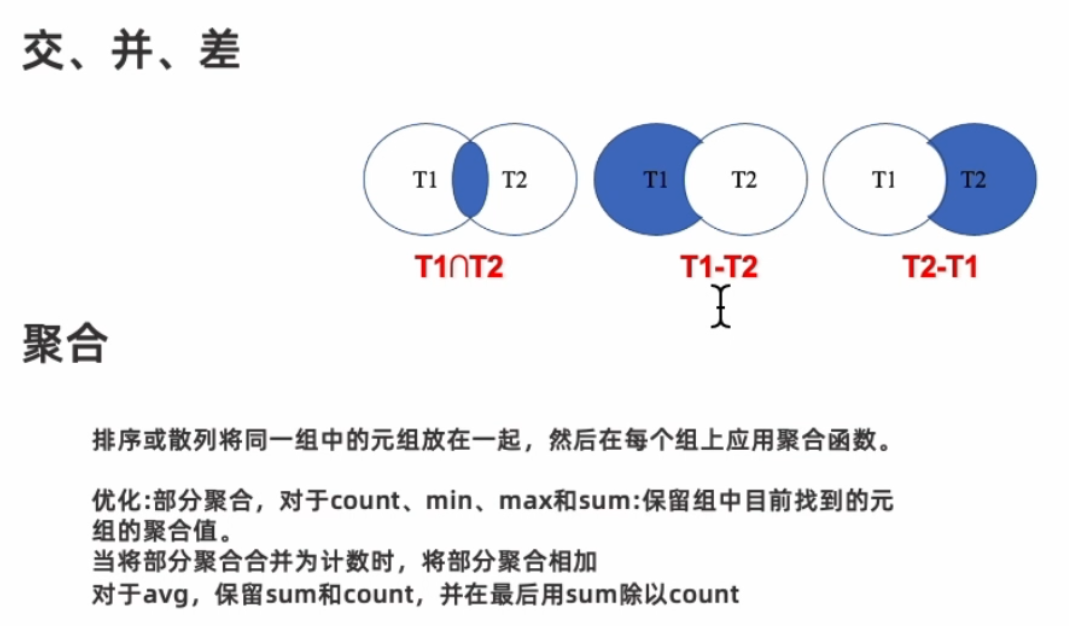 交、并、差
T1 T2 T1 T2 T1 T2
T1∩T2 T1-T2 T2-T1
聚合
排序或散列将同一组中的元组放在一起，然后在每个组上应用聚合函数。
优化:部分聚合，对于count、min、max和sum:保留组中目前找到的元
组的聚合值。
当将部分聚合合并为计数时，将部分聚合相加
对于avg，保留sum和count，并在最后用sum除以count